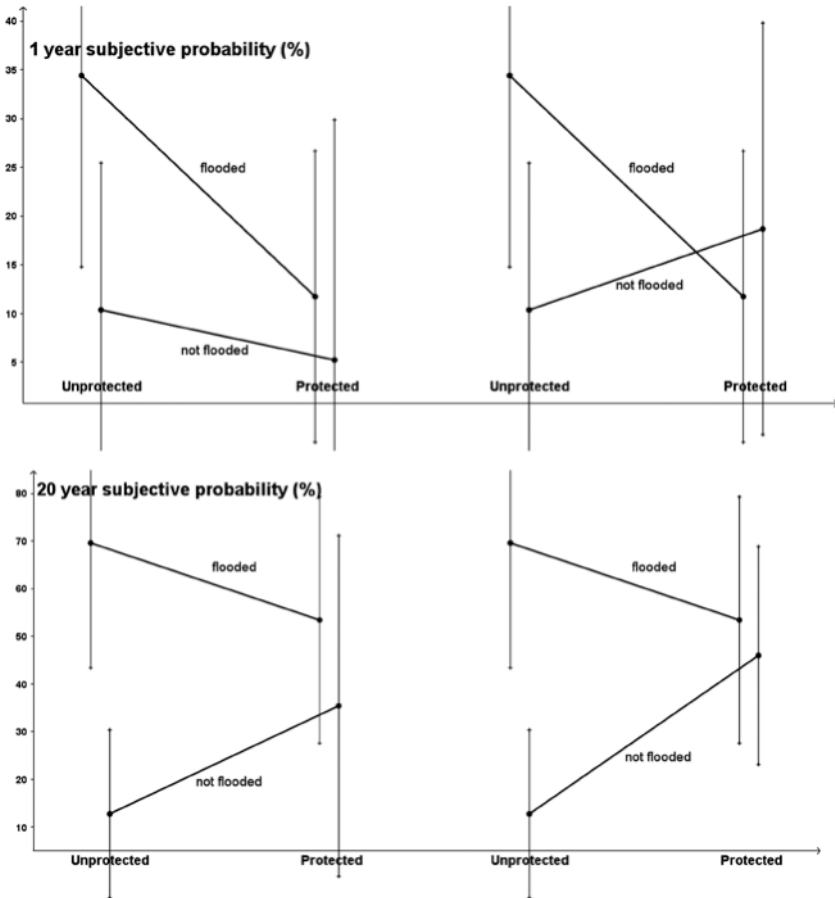 40
1 year subjective probability (%)
35
30
25
20
15
10
5
flooded
not flooded
Unprotected
Protected
flooded
not flooded
Unprotected
Protected
20 year subjective probability (%)
80
70
60
50
40
30
20
10
flooded
not flooded
Unprotected
Protected
flooded
not flooded
Unprotected
Protected